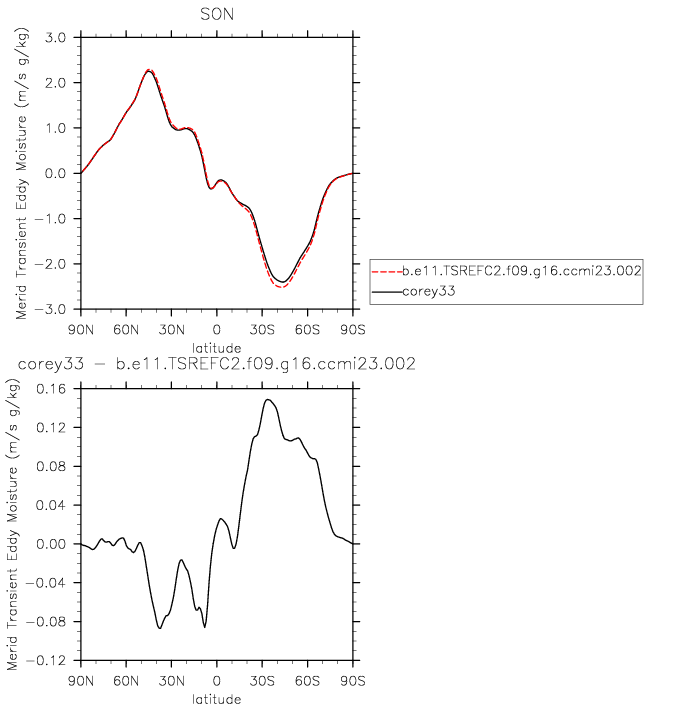 SON
Merid Transient Eddy Moisture (m/s g/kg)
3.0
2.0
1.0
0.0
−1.0
−2.0
−3.0
90N 60N 30N 0 30S 60S 90S
latitude
b.e11.TSREFC2.f09.g16.ccmi23.002
corey33
corey33 − b.e11.TSREFC2.f09.g16.ccmi23.002
Merid Transient Eddy Moisture (m/s g/kg)
0.16
0.12
0.08
0.04
0.00
−0.04
−0.08
−0.12
90N 60N 30N 0 30S 60S 90S
latitude